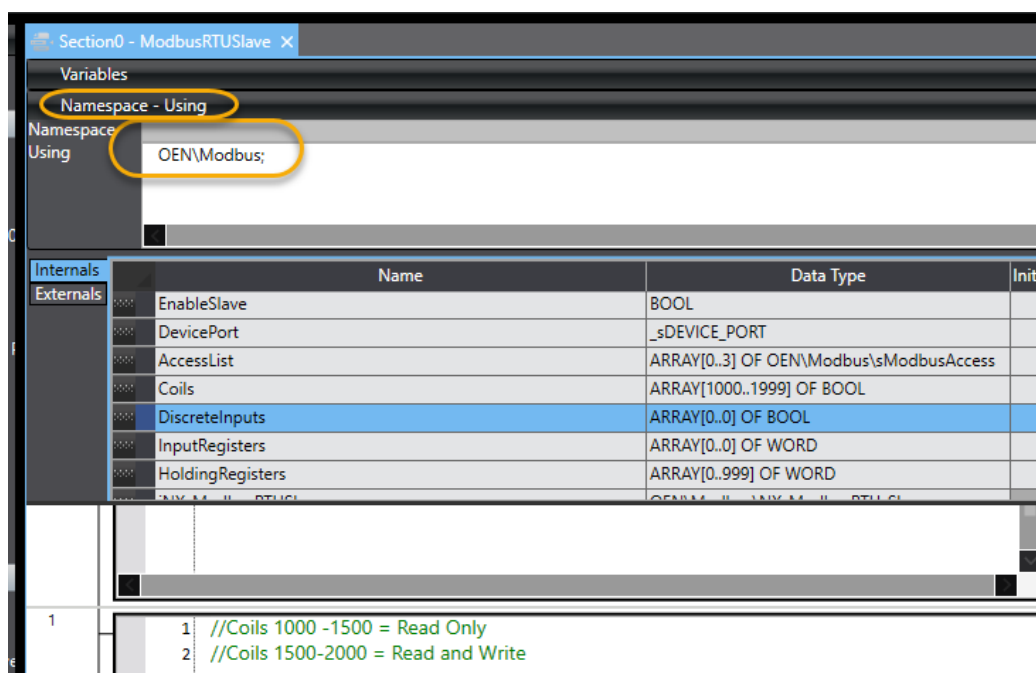 Section0 - ModbusRTUSlave
Variables
Namespace - Using
Namespace
Using OEN\Modbus;
Internals Name Data Type Init
Externals
EnableSlave BOOL
DevicePort _sDEVICE_PORT
AccessList ARRAY[0..3] OF OEN\Modbus\sModbusAccess
Coils ARRAY[1000..1999] OF BOOL
DiscreteInputs ARRAY[0..0] OF BOOL
InputRegisters ARRAY[0..0] OF WORD
HoldingRegisters ARRAY[0..999] OF WORD
1
1 //Coils 1000 -1500 = Read Only
2 //Coils 1500-2000 = Read and Write